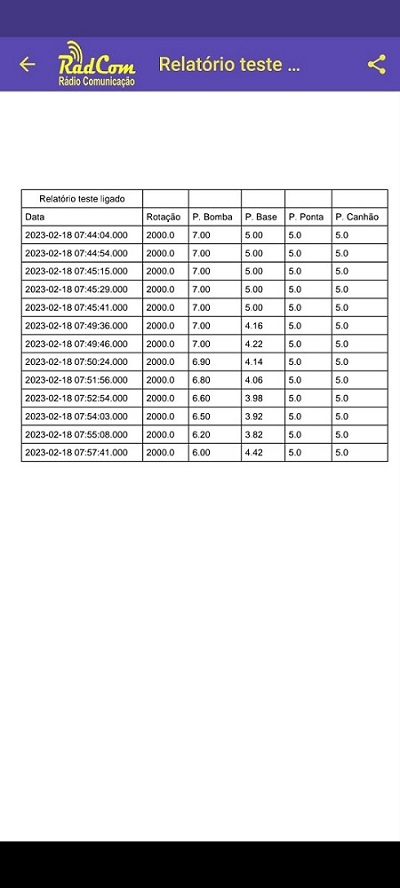 RadCom
Rádio Comunicação
Relatório teste ...
Relatório teste ligado
Data Rotação P. Bomba P. Base P. Ponta P. Canhão
2023-02-18 07:44:04.000 2000.0 7.00 5.00 5.0 5.0
2023-02-18 07:44:54.000 2000.0 7.00 5.00 5.0 5.0
2023-02-18 07:45:15.000 2000.0 7.00 5.00 5.0 5.0
2023-02-18 07:45:29.000 2000.0 7.00 5.00 5.0 5.0
2023-02-18 07:45:41.000 2000.0 7.00 5.00 5.0 5.0
2023-02-18 07:49:36.000 2000.0 7.00 4.16 5.0 5.0
2023-02-18 07:49:46.000 2000.0 7.00 4.22 5.0 5.0
2023-02-18 07:50:24.000 2000.0 6.90 4.14 5.0 5.0
2023-02-18 07:51:56.000 2000.0 6.80 4.06 5.0 5.0
2023-02-18 07:52:54.000 2000.0 6.60 3.98 5.0 5.0
2023-02-18 07:54:03.000 2000.0 6.50 3.92 5.0 5.0
2023-02-18 07:55:08.000 2000.0 6.20 3.82 5.0 5.0
2023-02-18 07:57:41.000 2000.0 6.00 4.42 5.0 5.0